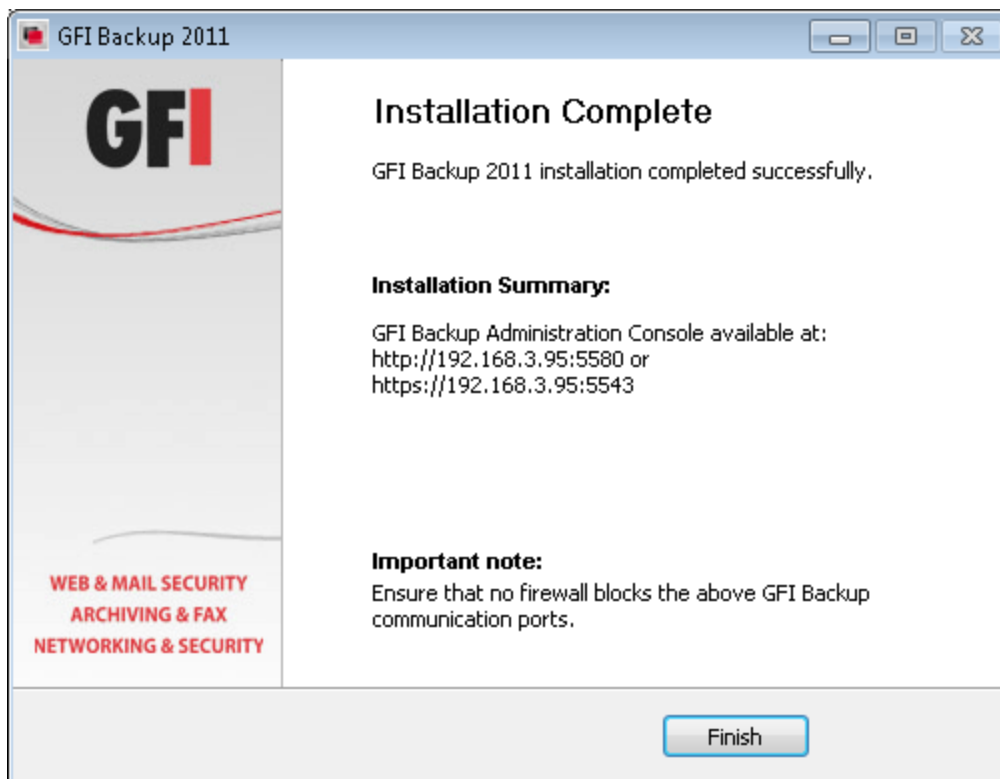 GFI Backup 2011
GFI
WEB & MAIL SECURITY
ARCHIVING & FAX
NETWORKING & SECURITY
Installation Complete
GFI Backup 2011 installation completed successfully.
Installation Summary:
GFI Backup Administration Console available at:
http://192.168.3.95:5580 or
https://192.168.3.95:5543
Important note:
Ensure that no firewall blocks the above GFI Backup
communication ports.
Finish